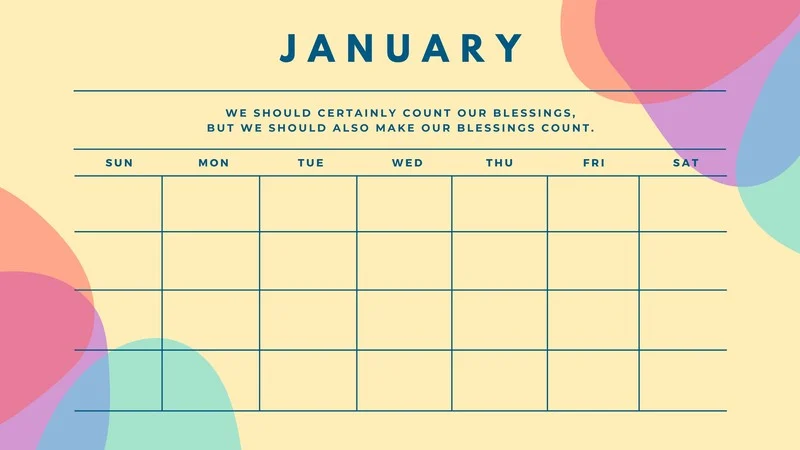 JANUARY
WE SHOULD CERTAINLY COUNT OUR BLESSINGS,
BUT WE SHOULD ALSO MAKE OUR BLESSINGS COUNT.
SUN MON TUE WED THU FRI SAT